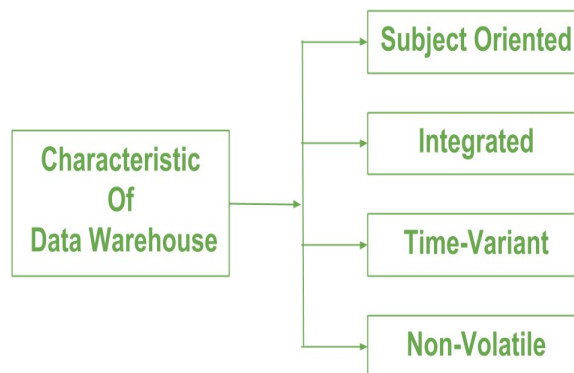 Characteristic
Of
Data Warehouse
Subject Oriented
Integrated
Time-Variant
Non-Volatile